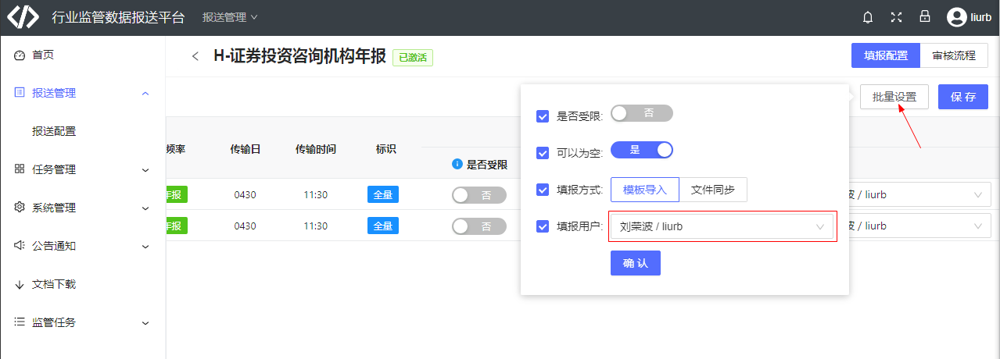 行业监管数据报送平台 报送管理 liurb
首页
报送管理
报送配置
任务管理
系统管理
公告通知
文档下载
监管任务
H-证券投资咨询机构年报 已激活 填报配置 审核流程
批量设置 保 存
频率 传输日 传输时间 标识 是否受限
年报 0430 11:30 全量 否 波 / liurb
年报 0430 11:30 全量 否 波 / liurb
是否受限: 否
可以为空: 是
填报方式: 模板导入 文件同步
填报用户: 刘荣波 / liurb
确 认